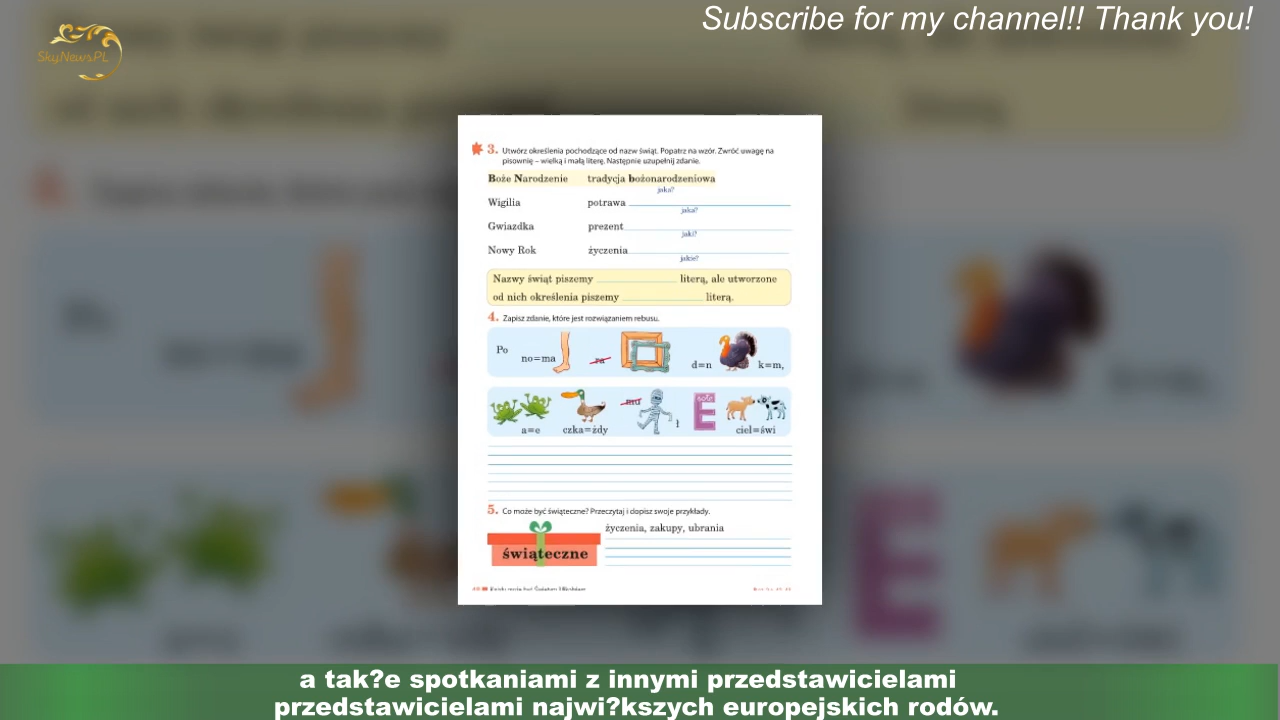 Subscribe for my channel!! Thank you!
SkyNewsPL
3. Utwórz określenia pochodzące od nazw świąt. Popatrz na wzór. Zwróć uwagę na
pisownię – wielką i małą literę. Następnie uzupełnij zdanie.
Boże Narodzenie tradycja bożonarodzeniowa
jaka?
Wigilia potrawa
jaka?
Gwiazdka prezent
jaki?
Nowy Rok życzenia
jakie?
Nazwy świąt piszemy literą, ale utworzone
od nich określenia piszemy literą.
4. Zapisz zdanie, które jest rozwiązaniem rebusu.
Po no=ma ra d=n k=m,
a=e czka=żdy mu ł E ciel=świ
5. Co może być świąteczne? Przeczytaj i dopisz swoje przykłady.
życzenia, zakupy, ubrania
świąteczne
a tak?e spotkaniami z innymi przedstawicielami
przedstawicielami najwi?kszych europejskich rodów.